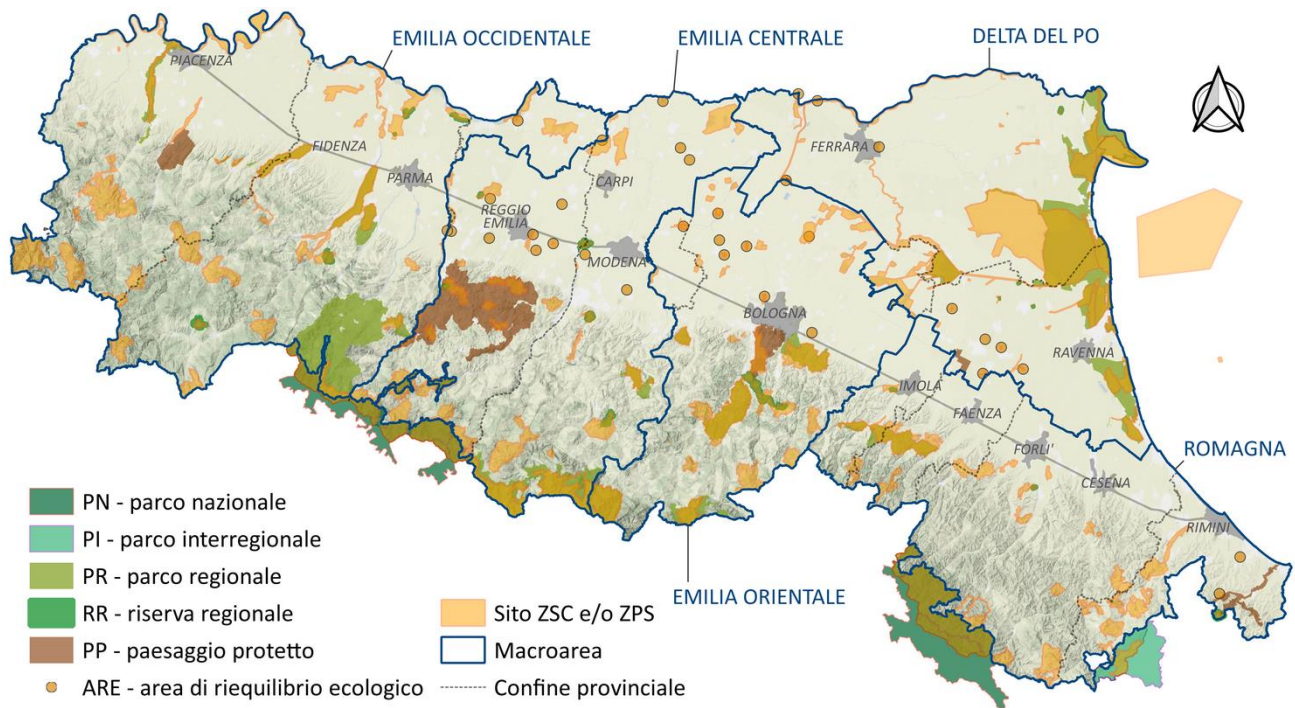 EMILIA OCCIDENTALE
EMILIA CENTRALE
DELTA DEL PO
PIACENZA
FIDENZA
PARMA
REGGIO
EMILIA
CARPI
MODENA
FERRARA
BOLOGNA
IMOLA
FAENZA
FORLI'
CESENA
RAVENNA
RIMINI
ROMAGNA
EMILIA ORIENTALE
PN - parco nazionale
PI - parco interregionale
PR - parco regionale
RR - riserva regionale
PP - paesaggio protetto
ARE - area di riequilibrio ecologico
Sito ZSC e/o ZPS
Macroarea
Confine provinciale